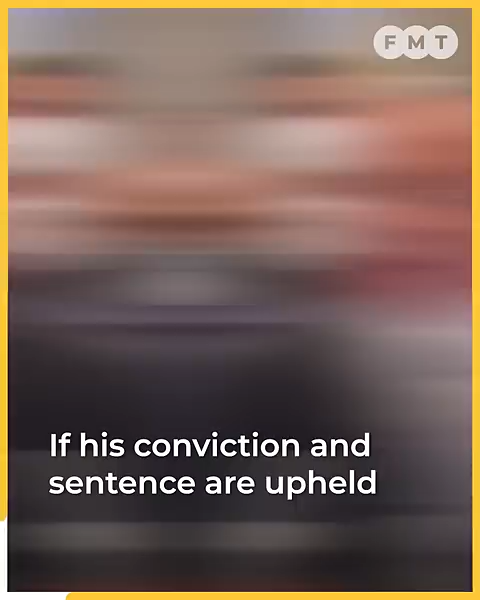 FMT
If his conviction and
sentence are upheld